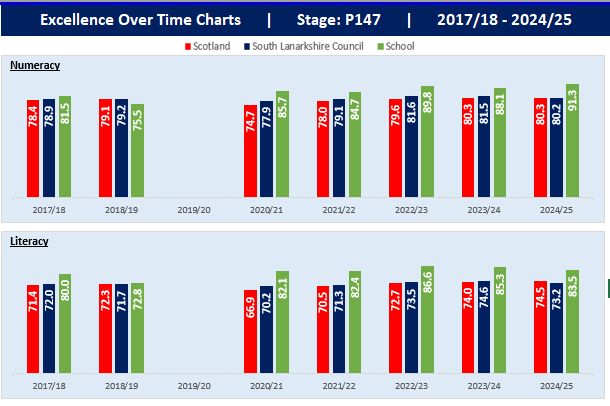 Excellence Over Time Charts | Stage: P147 | 2017/18 - 2024/25
Scotland South Lanarkshire Council School
Numeracy
78.4 78.9 81.5 79.1 79.2 75.5 74.7 77.9 85.7 78.0 79.1 84.7 79.6 81.6 89.8 80.3 81.5 88.1 80.3 80.2 91.3
2017/18 2018/19 2019/20 2020/21 2021/22 2022/23 2023/24 2024/25
Literacy
71.4 72.0 80.0 72.3 71.7 72.8 66.9 70.2 82.1 70.5 71.3 82.4 72.7 73.5 86.6 74.0 74.6 85.3 74.5 73.2 83.5
2017/18 2018/19 2019/20 2020/21 2021/22 2022/23 2023/24 2024/25